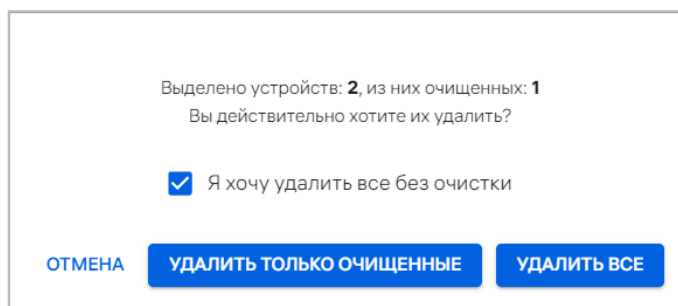 Выделено устройств: 2, из них очищенных: 1
Вы действительно хотите их удалить?
Я хочу удалить все без очистки
ОТМЕНА УДАЛИТЬ ТОЛЬКО ОЧИЩЕННЫЕ УДАЛИТЬ ВСЕ